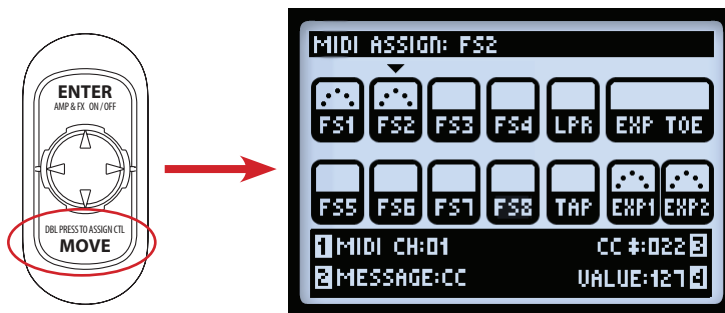 ENTER
AMP & FX ON / OFF
DBL PRESS TO ASSIGN CTL
MOVE
MIDI ASSIGN: FS2
FS1 FS2 FS3 FS4 LPR EXP TOE
FS5 FS6 FS7 FS8 TAP EXP1 EXP2
1 MIDI CH:01 CC #:022 3
2 MESSAGE:CC VALUE:127 4